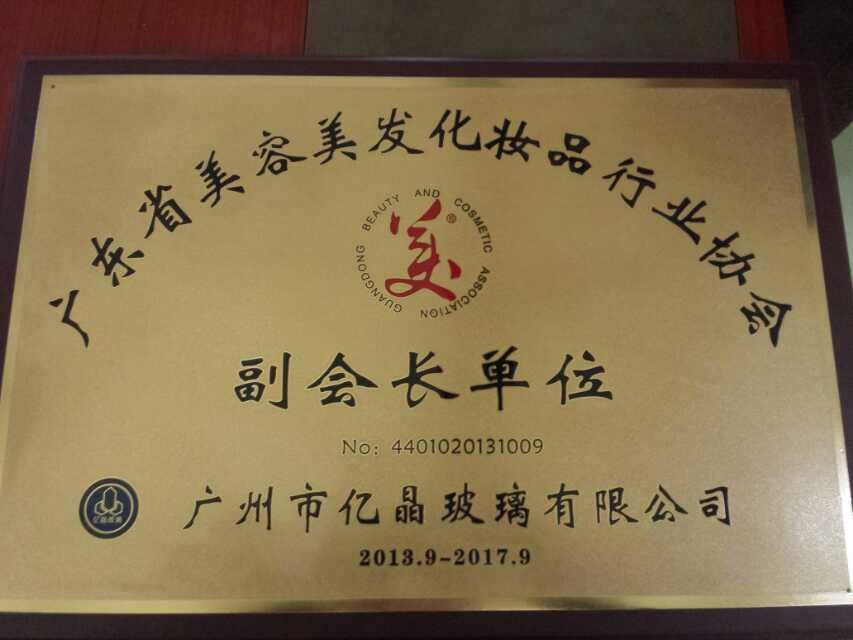 广东省美容美发化妆品行业协会
GUANGDONG BEAUTY AND COSMETIC ASSOCIATION
美®
副会长单位
No: 4401020131009
广州市亿晶玻璃有限公司
2013.9-2017.9